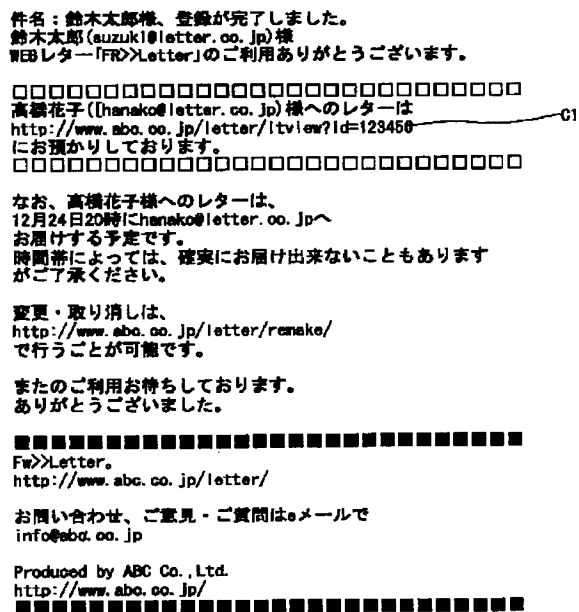 件名：鈴木太郎様、登録が完了しました。
鈴木太郎(suzuki@letter.co.jp)様
WEBレター「FR>>Letter」のご利用ありがとうございます。
□□□□□□□□□□□□□□□□□□□□□□□□□□□□
高橋花子([hanako@letter.co.jp)様へのレターは
http://www.abc.co.jp/letter/ltview?id=123456
C1
にお預かりしております。
□□□□□□□□□□□□□□□□□□□□□□□□□□□□
なお、高橋花子様へのレターは、
12月24日20時にhanako@letter.co.jpへ
お届けする予定です。
時間帯によっては、確実にお届け出来ないこともあります
がご了承ください。
変更・取り消しは、
http://www.abc.co.jp/letter/remake/
で行うことが可能です。
またのご利用お待ちしております。
ありがとうございました。
■■■■■■■■■■■■■■■■■■■■■■■■■■■■
Fw>>Letter。
http://www.abc.co.jp/letter/
お問い合わせ、ご意見・ご質問はeメールで
info@abc.co.jp
Produced by ABC Co.,Ltd.
http://www.abc.co.jp/
■■■■■■■■■■■■■■■■■■■■■■■■■■■■